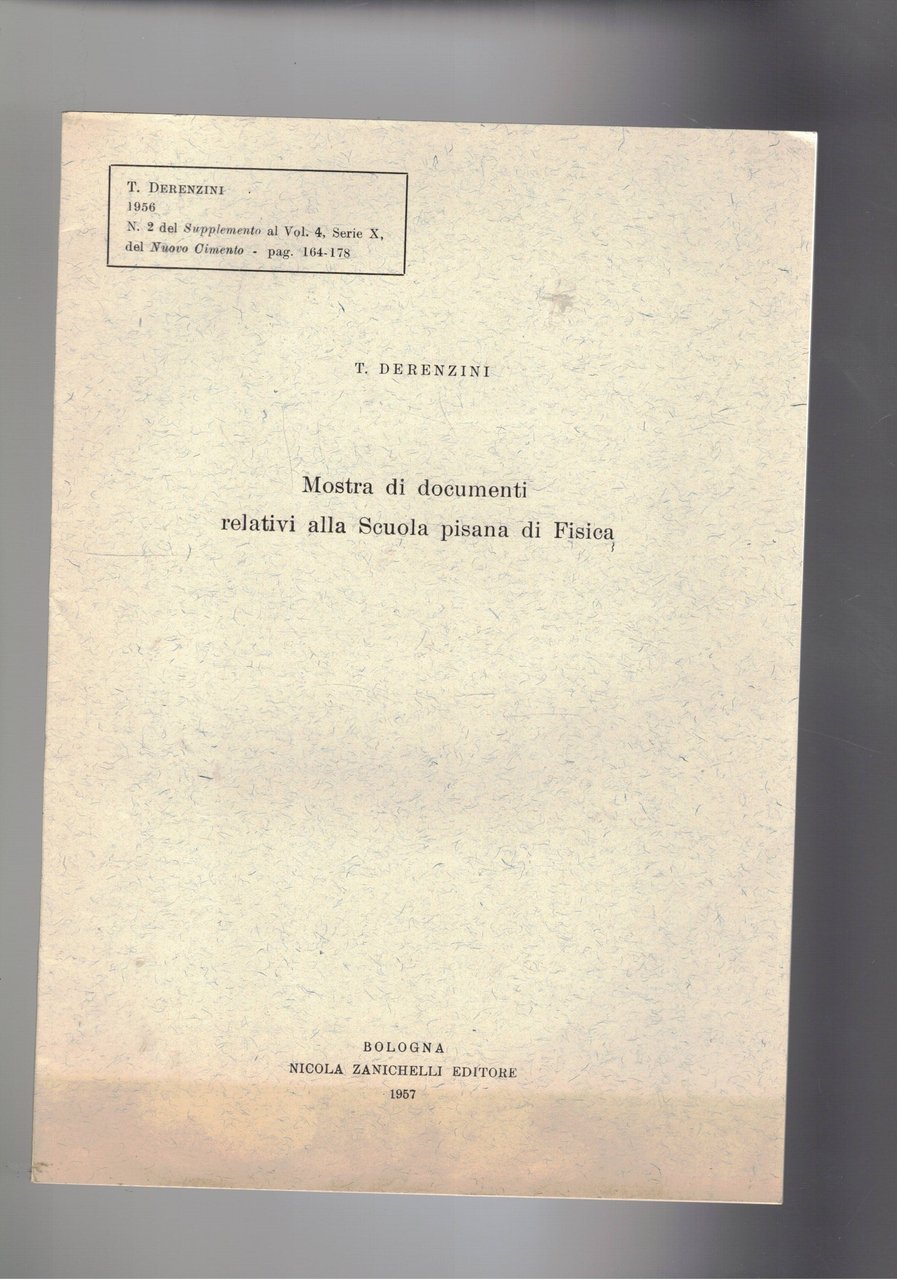 T. DERENZINI
1956
N. 2 del Supplemento al Vol. 4, Serie X,
del Nuovo Cimento - pag. 164-178
T. DERENZINI
Mostra di documenti
relativi alla Scuola pisana di Fisica
BOLOGNA
NICOLA ZANICHELLI EDITORE
1957